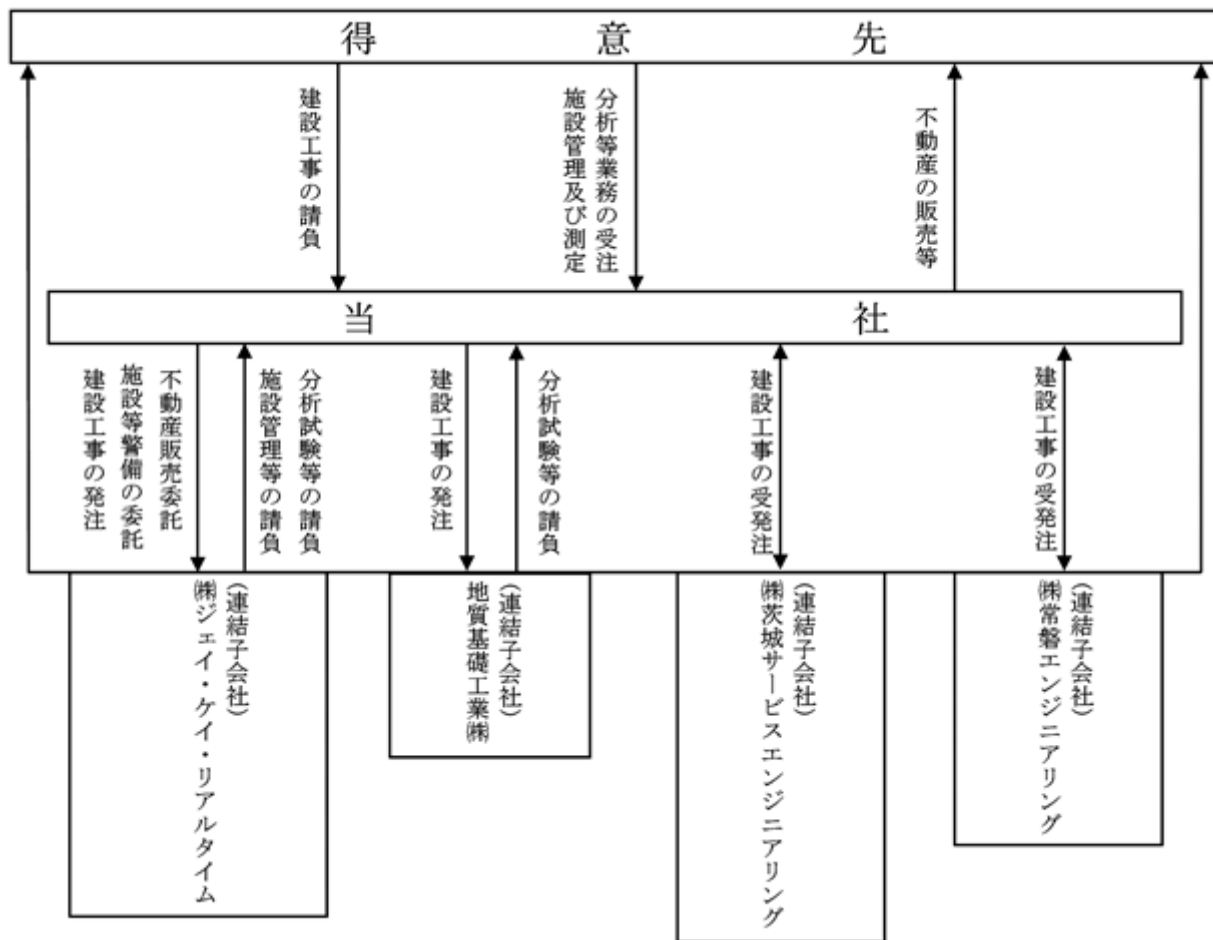 得意先
建設工事の請負
分析等業務の受注
施設管理及び測定
不動産の販売等
当社
不動産販売委託
施設等警備の委託
建設工事の発注
分析試験等の請負
施設管理等の請負
建設工事の発注
分析試験等の請負
建設工事の受発注
建設工事の受発注
(連結子会社)
㈱ジェイ・ケイ・リアルタイム
(連結子会社)
地質基礎工業㈱
(連結子会社)
㈱茨城サービスエンジニアリング
(連結子会社)
㈱常磐エンジニアリング